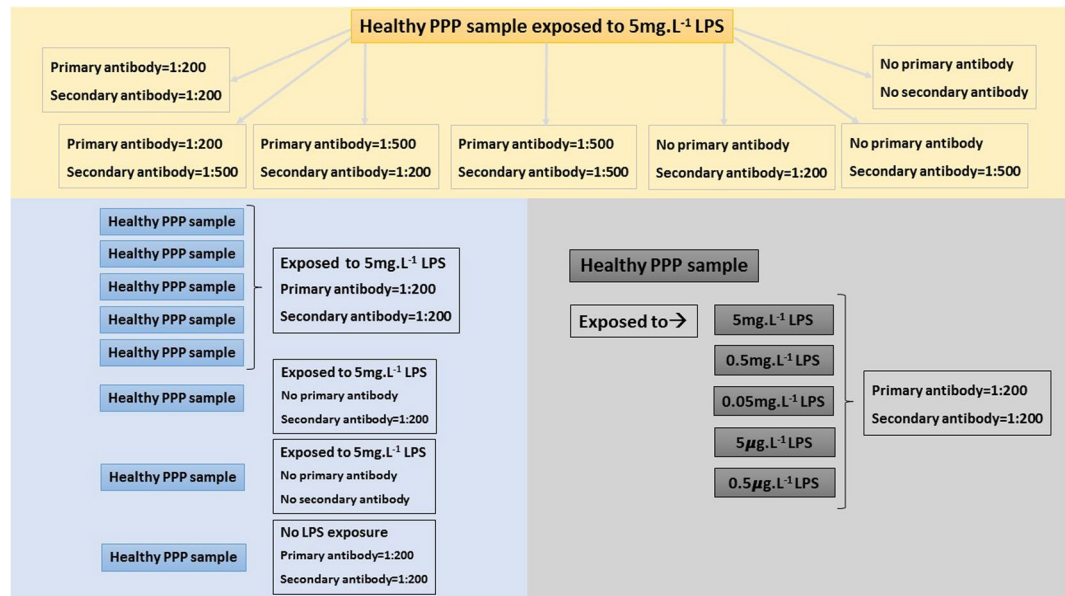 Healthy PPP sample exposed to 5mg.L⁻¹ LPS
Primary antibody=1:200
Secondary antibody=1:200
No primary antibody
No secondary antibody
Primary antibody=1:200
Secondary antibody=1:500
Primary antibody=1:500
Secondary antibody=1:200
Primary antibody=1:500
Secondary antibody=1:500
No primary antibody
Secondary antibody=1:200
No primary antibody
Secondary antibody=1:500
Healthy PPP sample
Healthy PPP sample
Healthy PPP sample
Healthy PPP sample
Healthy PPP sample
Exposed to 5mg.L⁻¹ LPS
Primary antibody=1:200
Secondary antibody=1:200
Healthy PPP sample
Exposed to 5mg.L⁻¹ LPS
No primary antibody
Secondary antibody=1:200
Healthy PPP sample
Exposed to 5mg.L⁻¹ LPS
No primary antibody
No secondary antibody
Healthy PPP sample
No LPS exposure
Primary antibody=1:200
Secondary antibody=1:200
Healthy PPP sample
Exposed to→
5mg.L⁻¹ LPS
0.5mg.L⁻¹ LPS
0.05mg.L⁻¹ LPS
5µg.L⁻¹ LPS
0.5µg.L⁻¹ LPS
Primary antibody=1:200
Secondary antibody=1:200